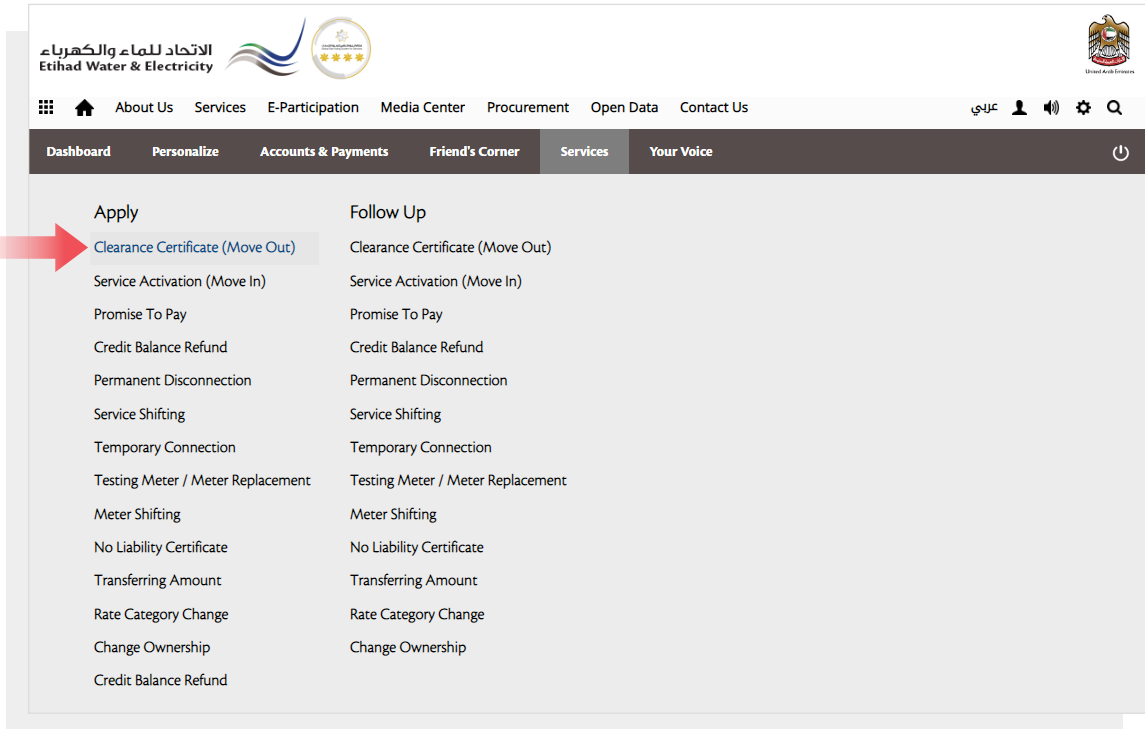 الاتحاد للماء والكهرباء
Etihad Water & Electricity
United Arab Emirates
About Us Services E-Participation Media Center Procurement Open Data Contact Us عربي
Dashboard Personalize Accounts & Payments Friend's Corner Services Your Voice
Apply Follow Up
Clearance Certificate (Move Out) Clearance Certificate (Move Out)
Service Activation (Move In) Service Activation (Move In)
Promise To Pay Promise To Pay
Credit Balance Refund Credit Balance Refund
Permanent Disconnection Permanent Disconnection
Service Shifting Service Shifting
Temporary Connection Temporary Connection
Testing Meter / Meter Replacement Testing Meter / Meter Replacement
Meter Shifting Meter Shifting
No Liability Certificate No Liability Certificate
Transferring Amount Transferring Amount
Rate Category Change Rate Category Change
Change Ownership Change Ownership
Credit Balance Refund